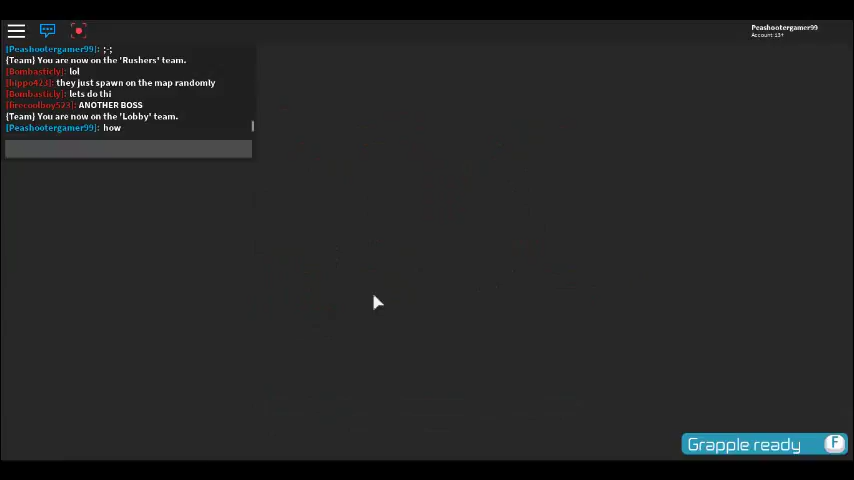 Peashootergamer99
Account: 13+
[Peashootergamer99]: ;-;
{Team} You are now on the 'Rushers' team.
[Bombasticly]: lol
[hippo423]: they just spawn on the map randomly
[Bombasticly]: lets do thi
[firecoolboy523]: ANOTHER BOSS
{Team} You are now on the 'Lobby' team.
[Peashootergamer99]: how
Grapple ready F